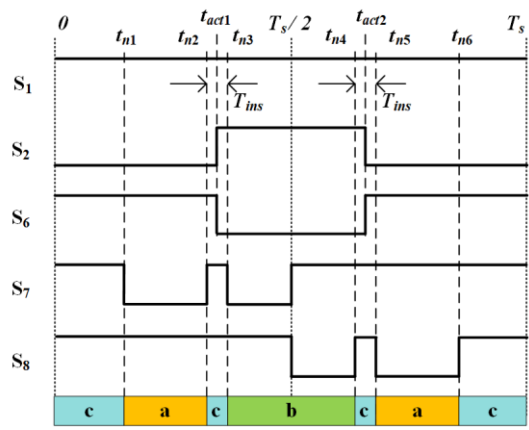 t_act1 t_act2
0 t_n1 t_n2 t_n3 T_s/2 t_n4 t_n5 t_n6 T_s
S_1
T_ins T_ins
S_2
S_6
S_7
S_8
c a c b c a c